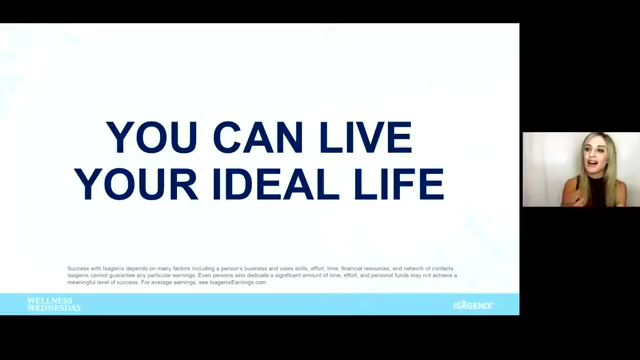 YOU CAN LIVE
YOUR IDEAL LIFE
Success with Isagenix depends on many factors including a person's business and sales skills, effort, time, financial resources, and network of contacts.
Isagenix cannot guarantee any particular earnings. Even persons who dedicate a significant amount of time, effort, and personal funds may not achieve a
meaningful level of success. For average earnings, see IsagenixEarnings.com.
WELLNESS
WEDNESDAY
ISAGENIX